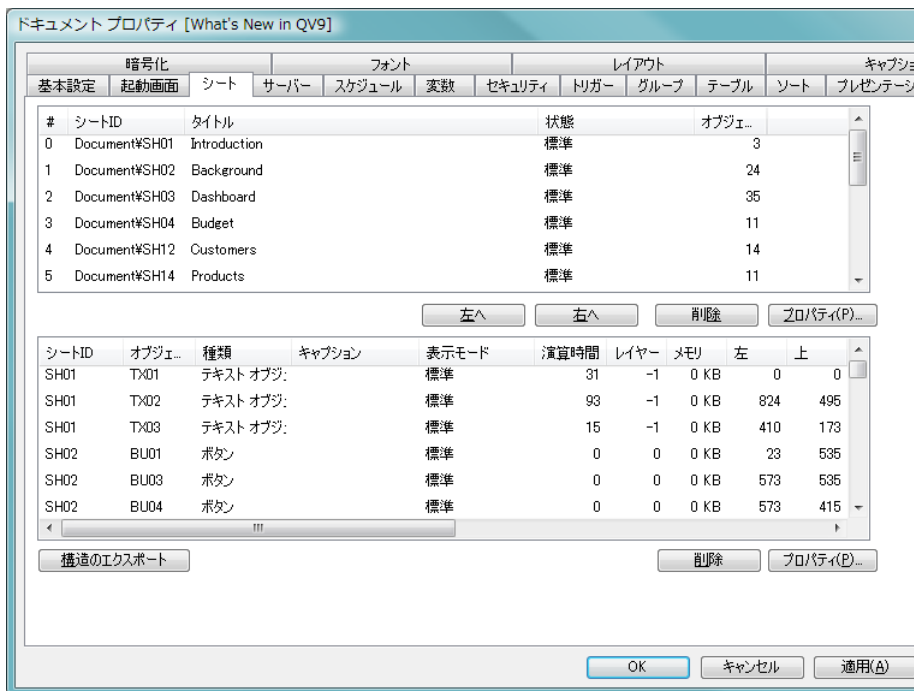 ドキュメント プロパティ [What's New in QV9]
暗号化 フォント レイアウト キャプショ
基本設定 起動画面 シート サーバー スケジュール 変数 セキュリティ トリガー グループ テーブル ソート プレゼンテーシ
# シートID タイトル 状態 オブジェ...
0 Document¥SH01 Introduction 標準 3
1 Document¥SH02 Background 標準 24
2 Document¥SH03 Dashboard 標準 35
3 Document¥SH04 Budget 標準 11
4 Document¥SH12 Customers 標準 14
5 Document¥SH14 Products 標準 11
左へ 右へ 削除 プロパティ(P)...
シートID オブジェ... 種類 キャプション 表示モード 演算時間 レイヤー メモリ 左 上
SH01 TX01 テキスト オブジ: 標準 31 -1 0 KB 0 0
SH01 TX02 テキスト オブジ: 標準 93 -1 0 KB 824 495
SH01 TX03 テキスト オブジ: 標準 15 -1 0 KB 410 173
SH02 BU01 ボタン 標準 0 0 0 KB 23 535
SH02 BU03 ボタン 標準 0 0 0 KB 573 535
SH02 BU04 ボタン 標準 0 0 0 KB 573 415
構造のエクスポート 削除 プロパティ(P)...
OK キャンセル 適用(A)